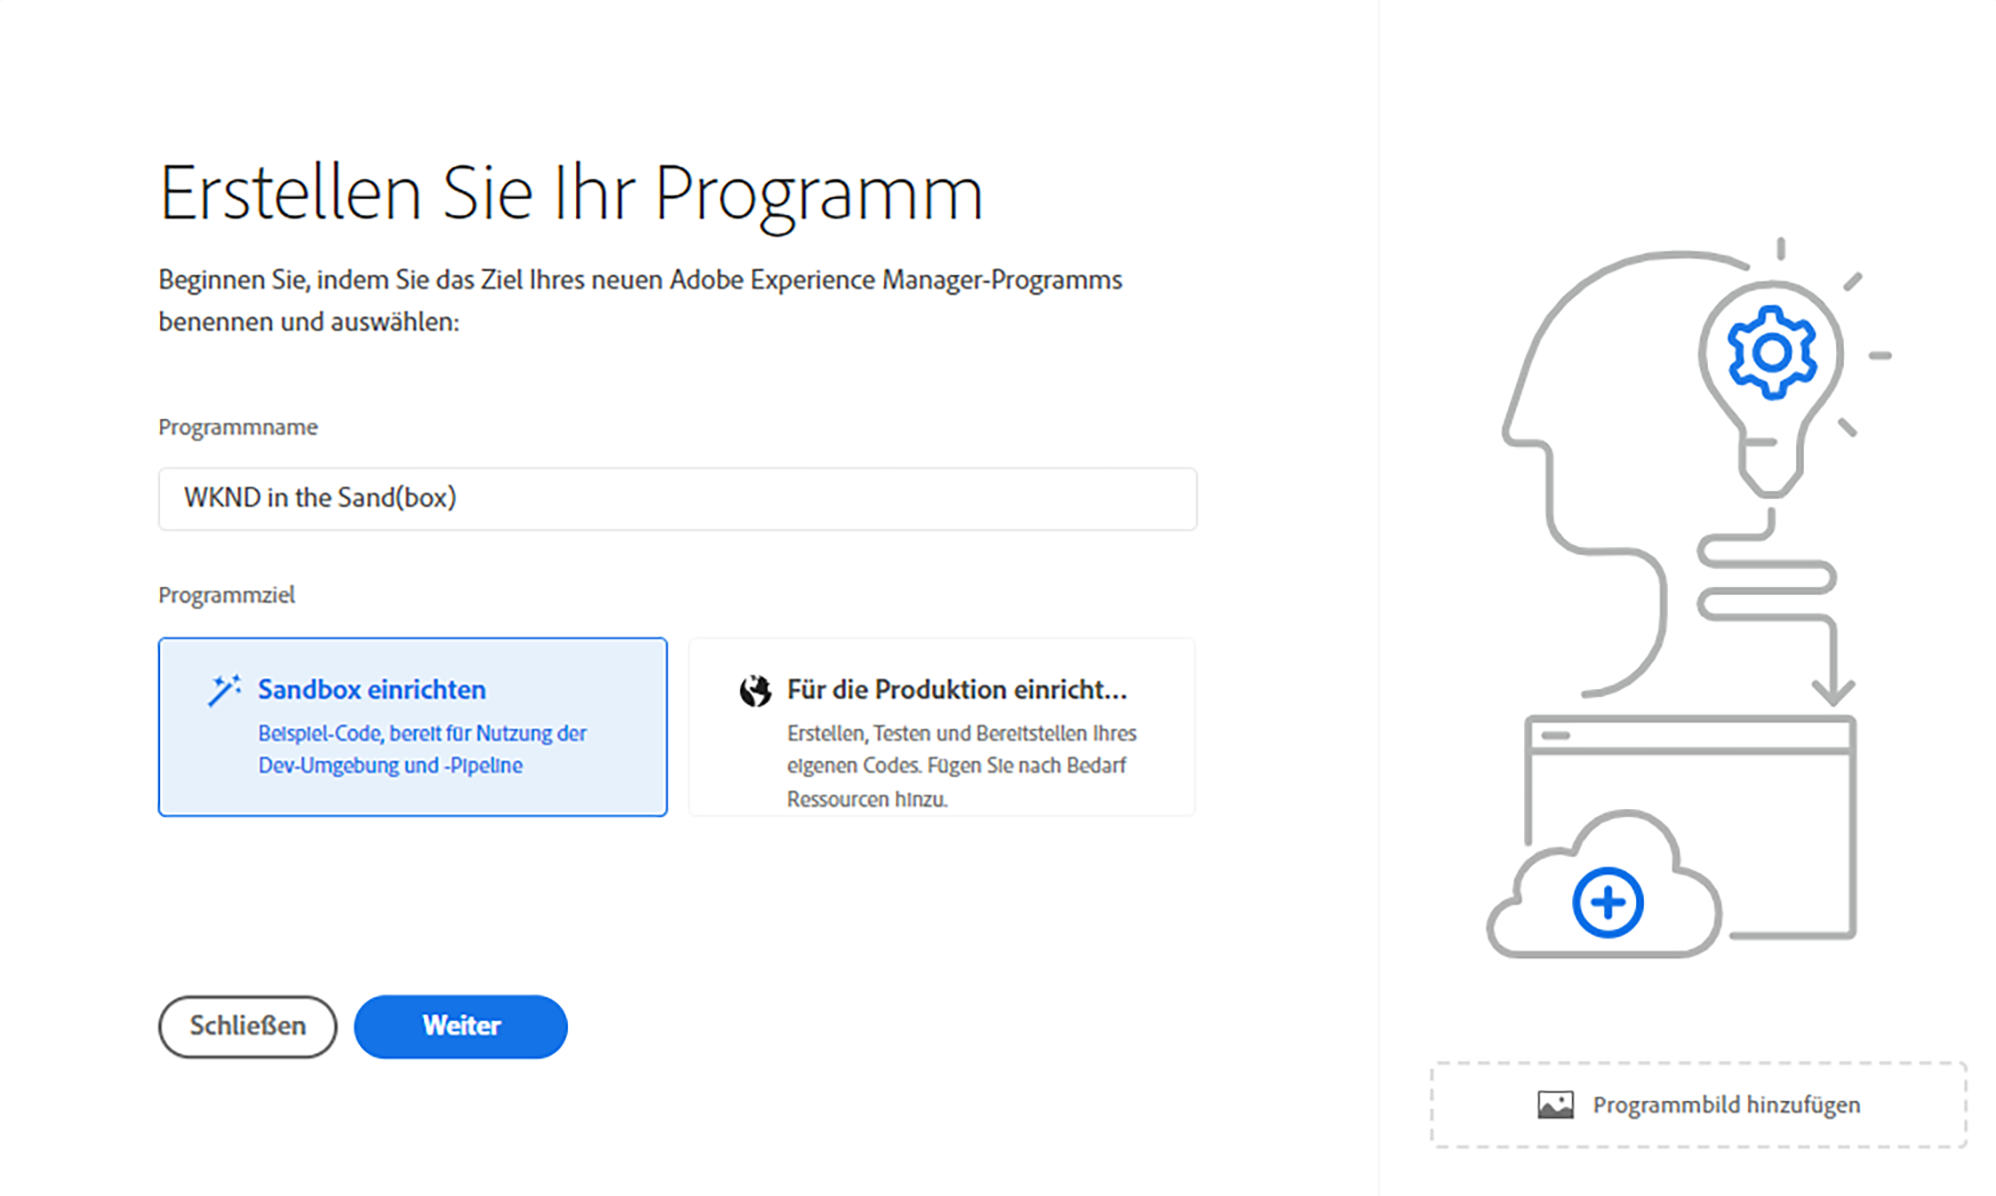 Erstellen Sie Ihr Programm
Beginnen Sie, indem Sie das Ziel Ihres neuen Adobe Experience Manager-Programms
benennen und auswählen:
Programmname
WKND in the Sand(box)
Programmziel
Sandbox einrichten
Beispiel-Code, bereit für Nutzung der
Dev-Umgebung und -Pipeline
Für die Produktion einricht...
Erstellen, Testen und Bereitstellen Ihres
eigenen Codes. Fügen Sie nach Bedarf
Ressourcen hinzu.
Schließen
Weiter
Programmbild hinzufügen